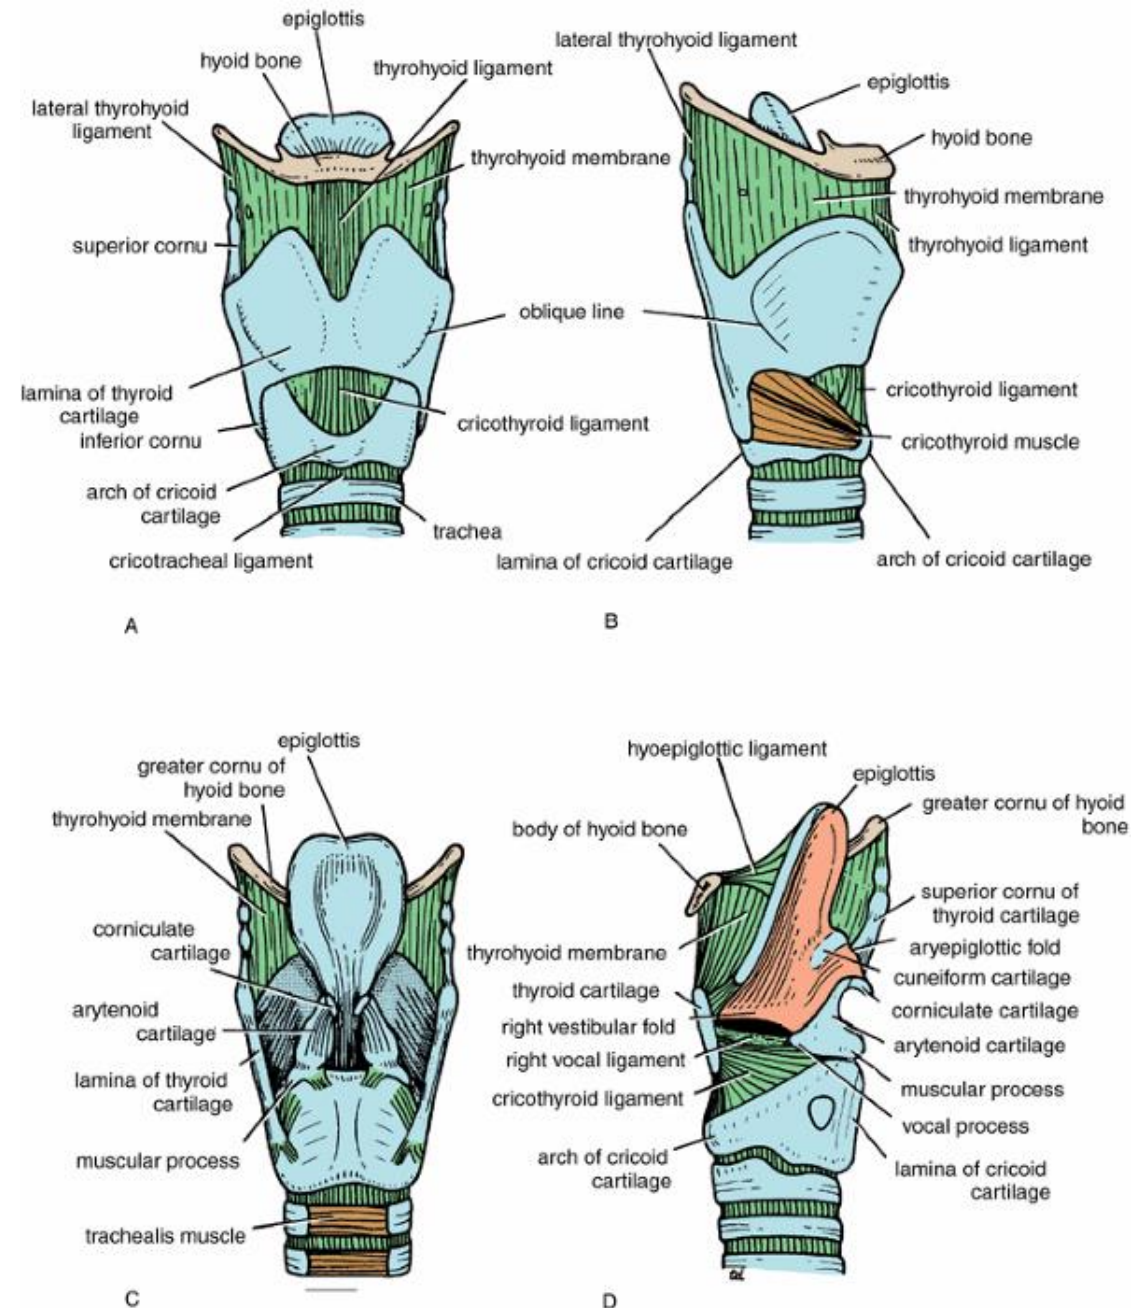 epiglottis
hyoid bone
thyrohyoid ligament
lateral thyrohyoid
ligament
thyrohyoid membrane
superior cornu
oblique line
lamina of thyroid
cartilage
inferior cornu
cricothyroid ligament
arch of cricoid
cartilage
trachea
cricotracheal ligament
A
lateral thyrohyoid ligament
epiglottis
hyoid bone
thyrohyoid membrane
thyrohyoid ligament
cricothyroid ligament
cricothyroid muscle
lamina of cricoid cartilage
arch of cricoid cartilage
B
epiglottis
greater cornu of
hyoid bone
thyrohyoid membrane
corniculate
cartilage
arytenoid
cartilage
lamina of thyroid
cartilage
muscular process
trachealis muscle
C
hyoepiglottic ligament
epiglottis
greater cornu of hyoid
bone
body of hyoid bone
superior cornu of
thyroid cartilage
thyrohyoid membrane
aryepiglottic fold
cuneiform cartilage
thyroid cartilage
corniculate cartilage
right vestibular fold
arytenoid cartilage
right vocal ligament
muscular process
cricothyroid ligament
vocal process
arch of cricoid
cartilage
lamina of cricoid
cartilage
D